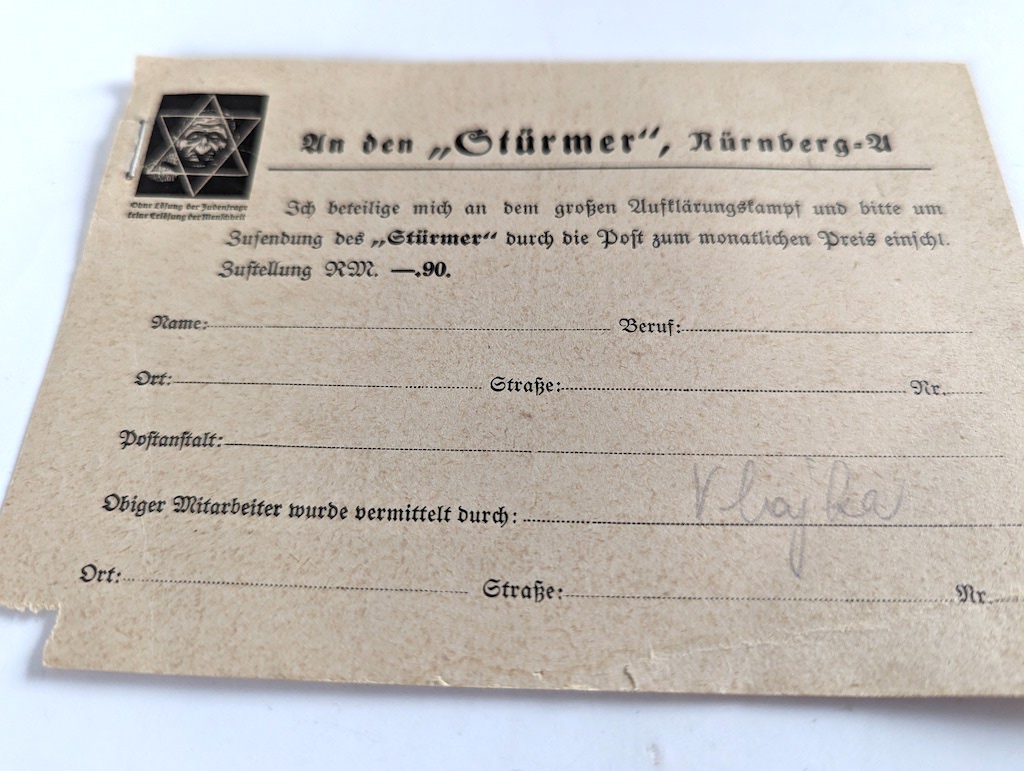 An den „Stürmer“, Nürnberg-A
Ohne Lösung der Judenfrage
keine Erlösung der Menschheit
Ich beteilige mich an dem großen Aufklärungskampf und bitte um
Zusendung des „Stürmer“ durch die Post zum monatlichen Preis einschl.
Zustellung RM. —.90.
Name: Beruf:
Ort: Straße: Nr.
Postanstalt:
Obiger Mitarbeiter wurde vermittelt durch: Vlajka
Ort: Straße: Nr.